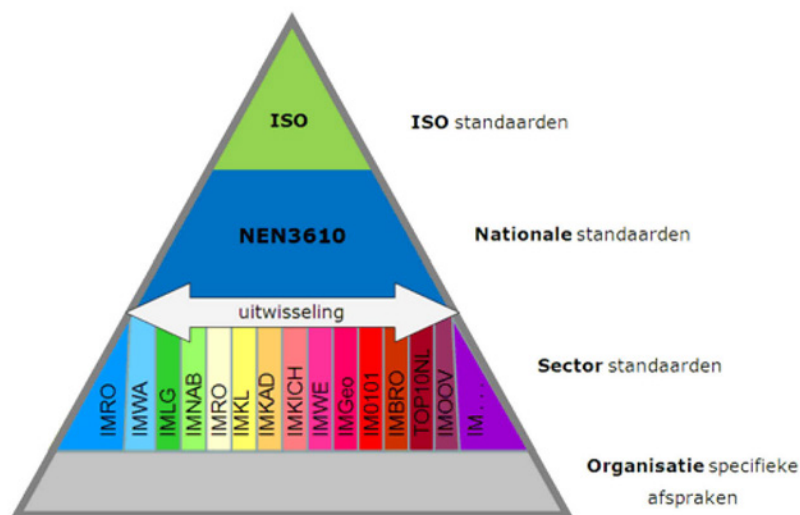 ISO
ISO standaarden
NEN3610
Nationale standaarden
uitwisseling
Sector standaarden
IMRO
IMWA
IMLG
IMNAB
IMRO
IMKL
IMKAD
IMKICH
IMWE
IMGeo
IM0101
IMBRO
TOP10NL
IMOOV
IM . . .
Organisatie specifieke
afspraken